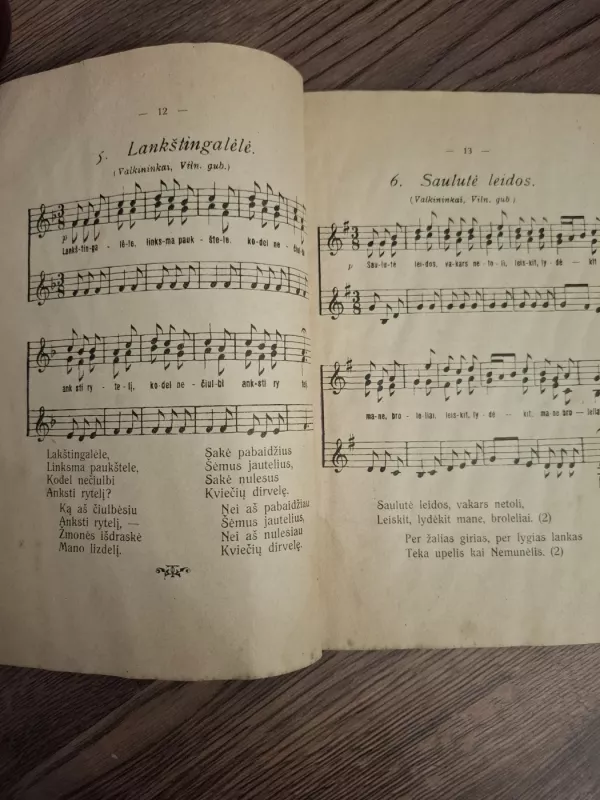 — 12 —
5. Lankštingalėlė.
(Valkininkai, Viln. gub.)
p
Lankš-tin-ga - lė-le, links-ma pauk - štele. ko-del ne-
ank-sti ry - te-lį, ko-del ne - čiul-bi ank-sti ry
Lakštingalėle,
Linksma paukštele,
Kodel nečiulbi
Anksti rytelį?
Ką aš čiulbėsiu
Anksti rytelį, —
Žmonės išdraskė
Mano lizdelį.
Sakė pabaidžius
Šėmus jautelius,
Sakė nulesus
Kviečių dirvelę.
Nei aš pabaidžiau
Šėmus jautelius,
Nei aš nulesiau
Kviečių dirvelę.
— 13 —
6. Saulutė leidos.
(Valkininkai, Viln. gub.)
p
Sau-lu-te lei-dos, va-kars ne-to-li, leis-kit, ly-dė - kit
ma-ne, bro-le-liai, leis-kit, ly-dė - kit, ma-ne bro-
Saulutė leidos, vakars netoli,
Leiskit, lydėkit mane, broleliai. (2)
Per žalias girias, per lygias lankas
Teka upelis kai Nemunėlis. (2)